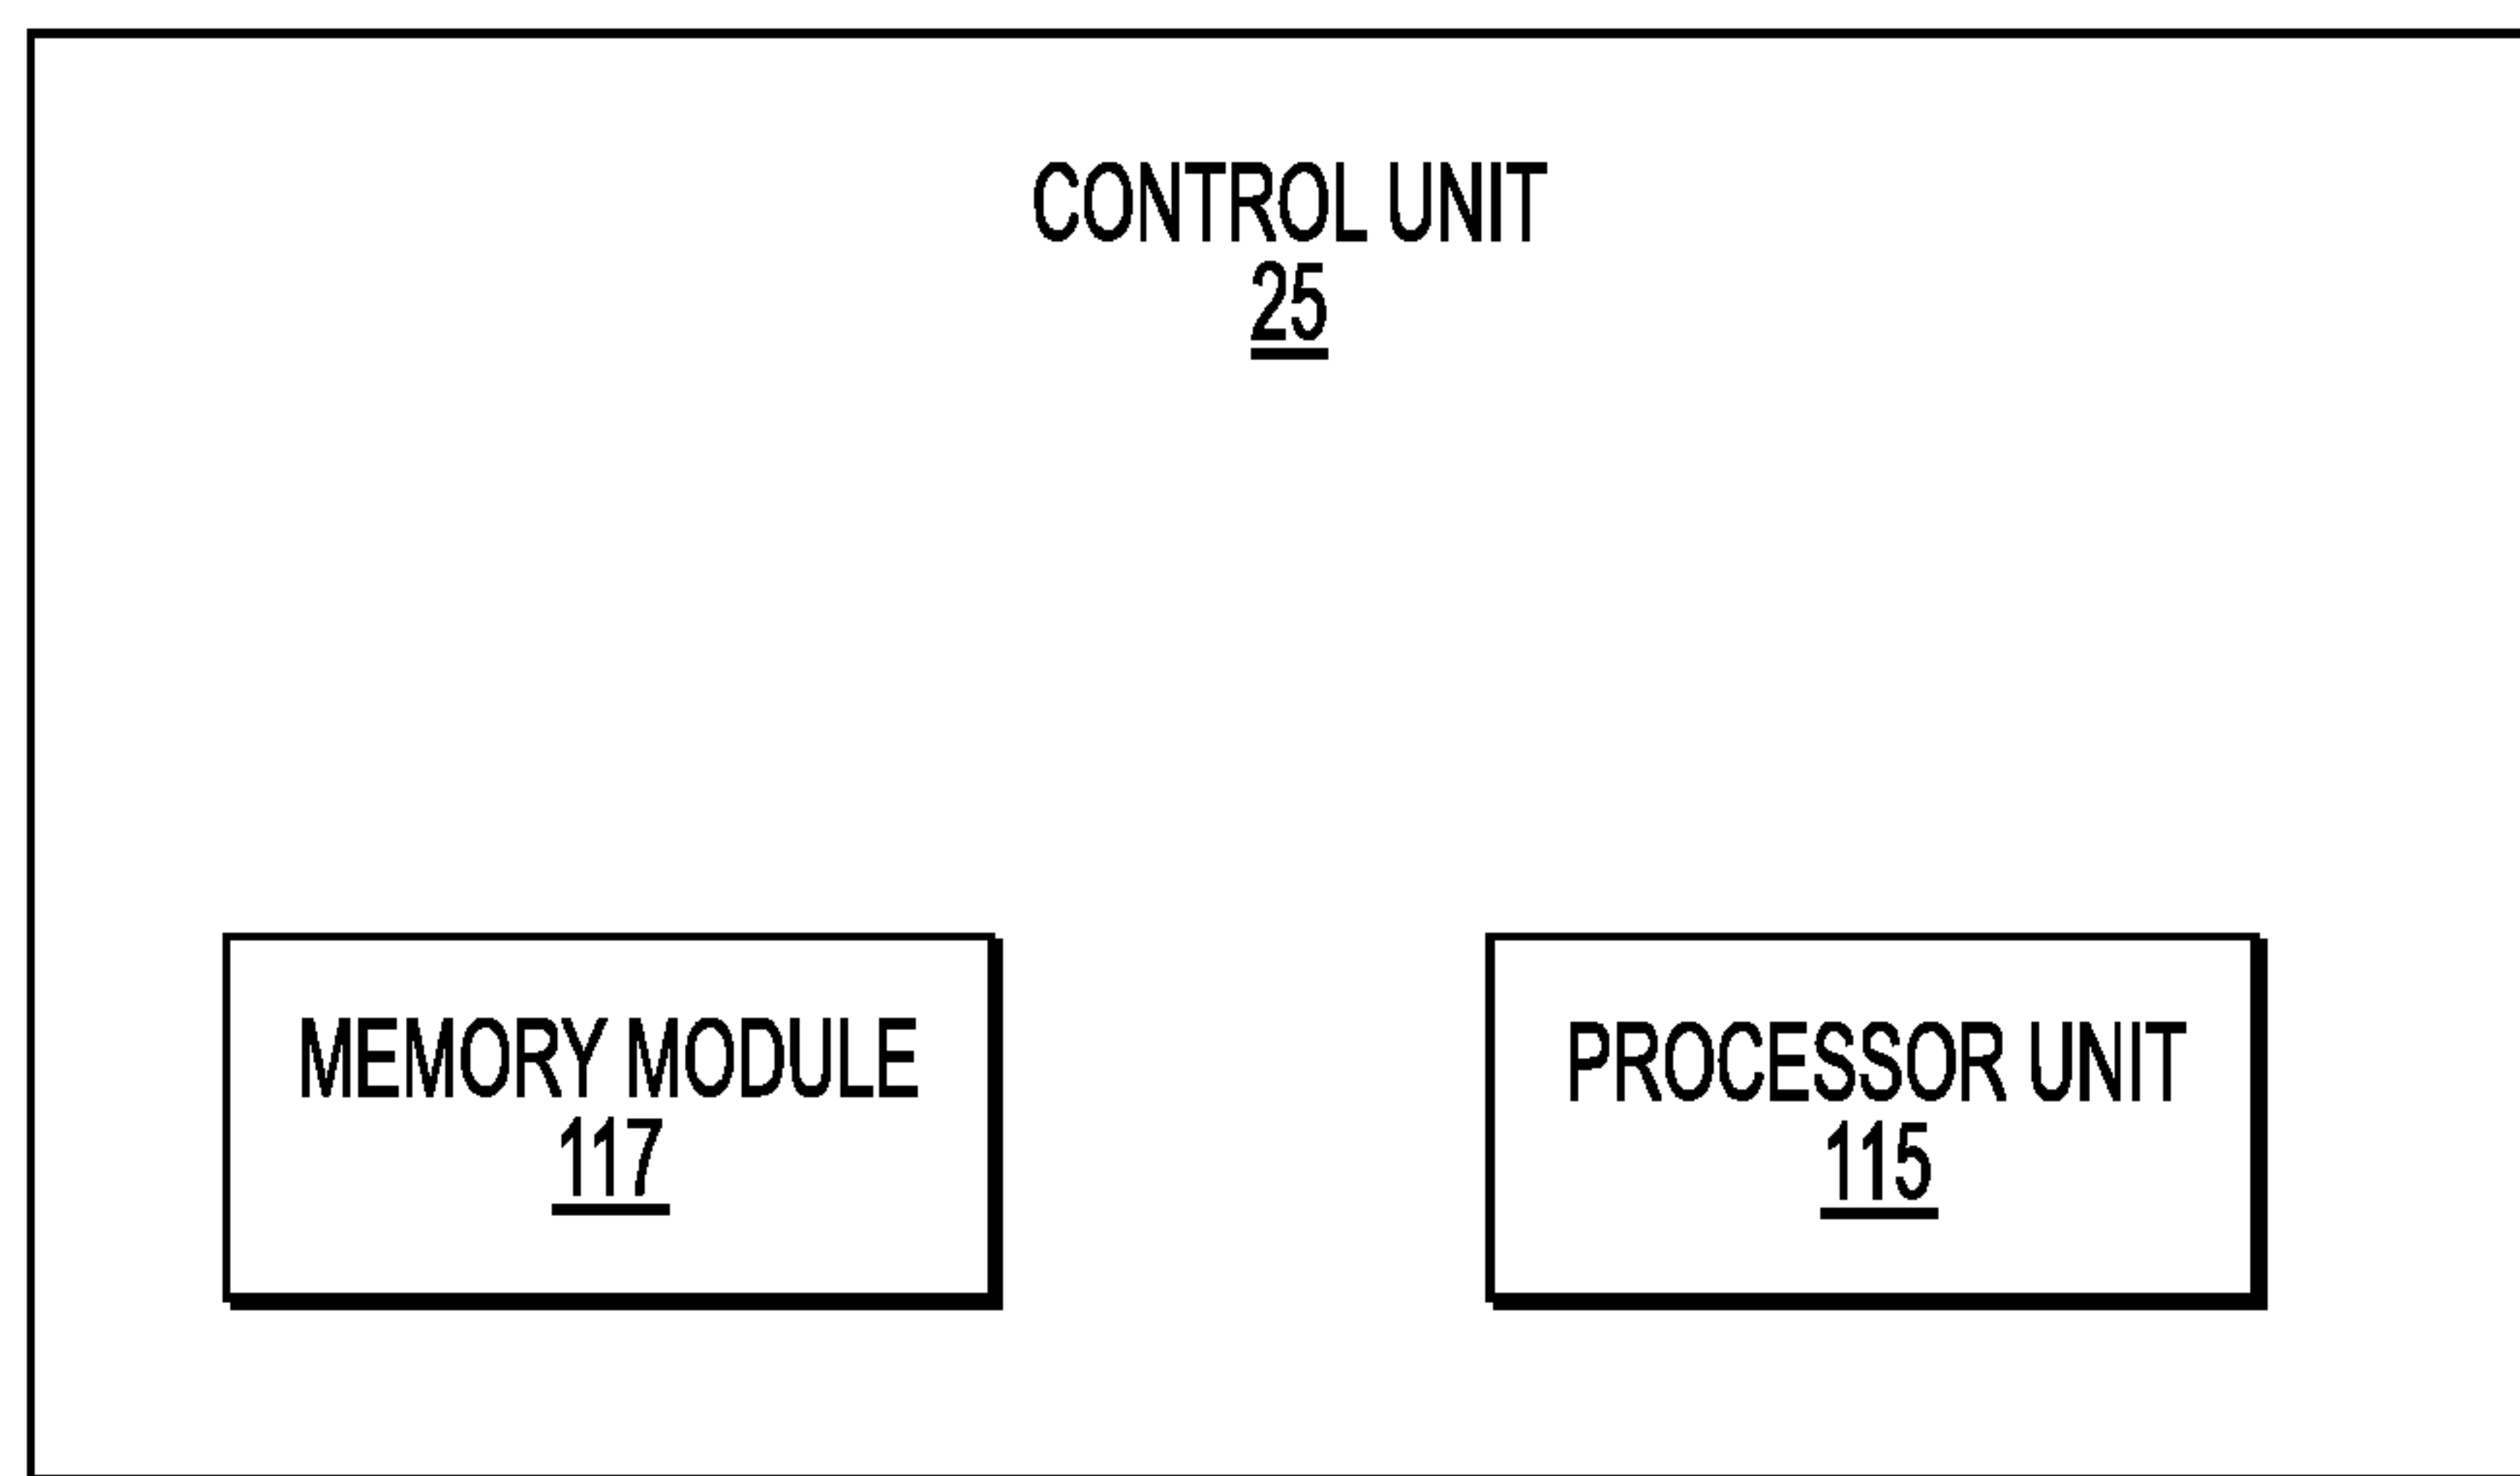 CONTROL UNIT
25
MEMORY MODULE
117
PROCESSOR UNIT
115